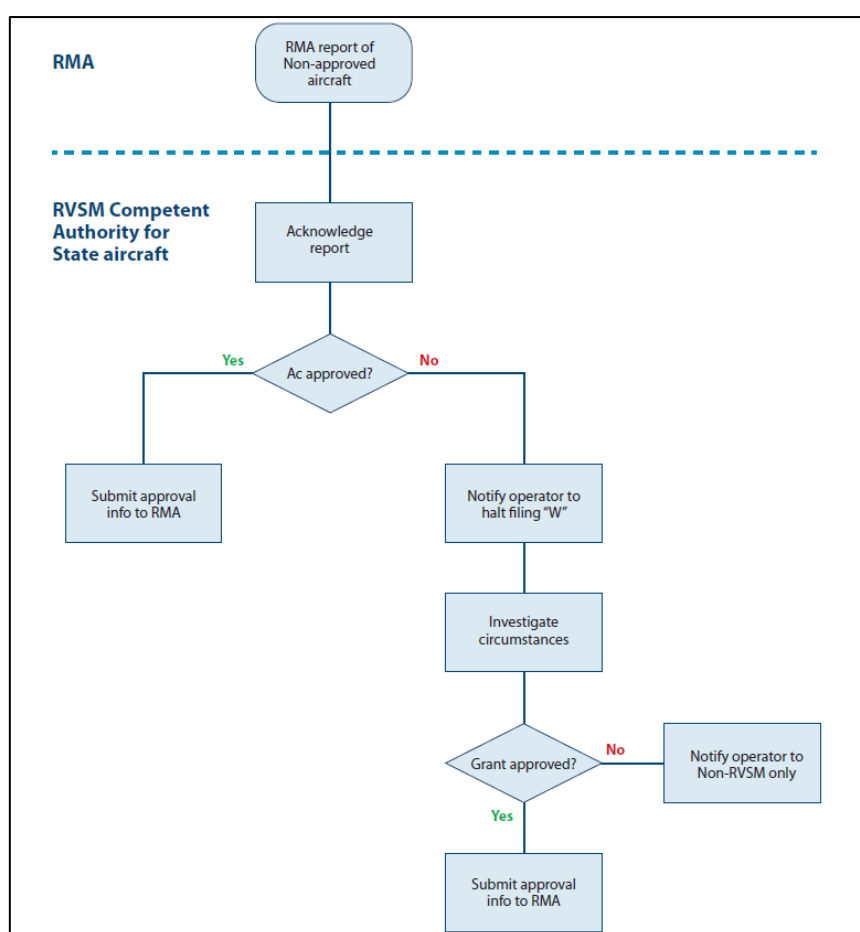 RMA
RMA report of
Non-approved
aircraft
RVSM Competent
Authority for
State aircraft
Acknowledge
report
Yes
No
Ac approved?
Submit approval
info to RMA
Notify operator to
halt filing “W”
Investigate
circumstances
Grant approved?
No
Notify operator to
Non-RVSM only
Yes
Submit approval
info to RMA